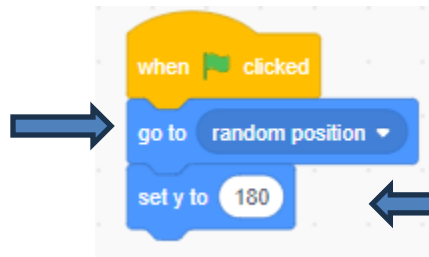 when clicked
go to random position
set y to 180